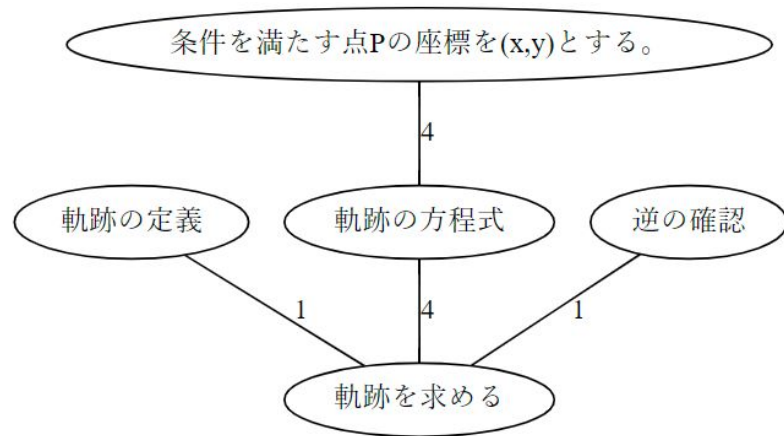 条件を満たす点Pの座標を(x,y)とする。
4
軌跡の定義
軌跡の方程式
逆の確認
1
4
1
軌跡を求める